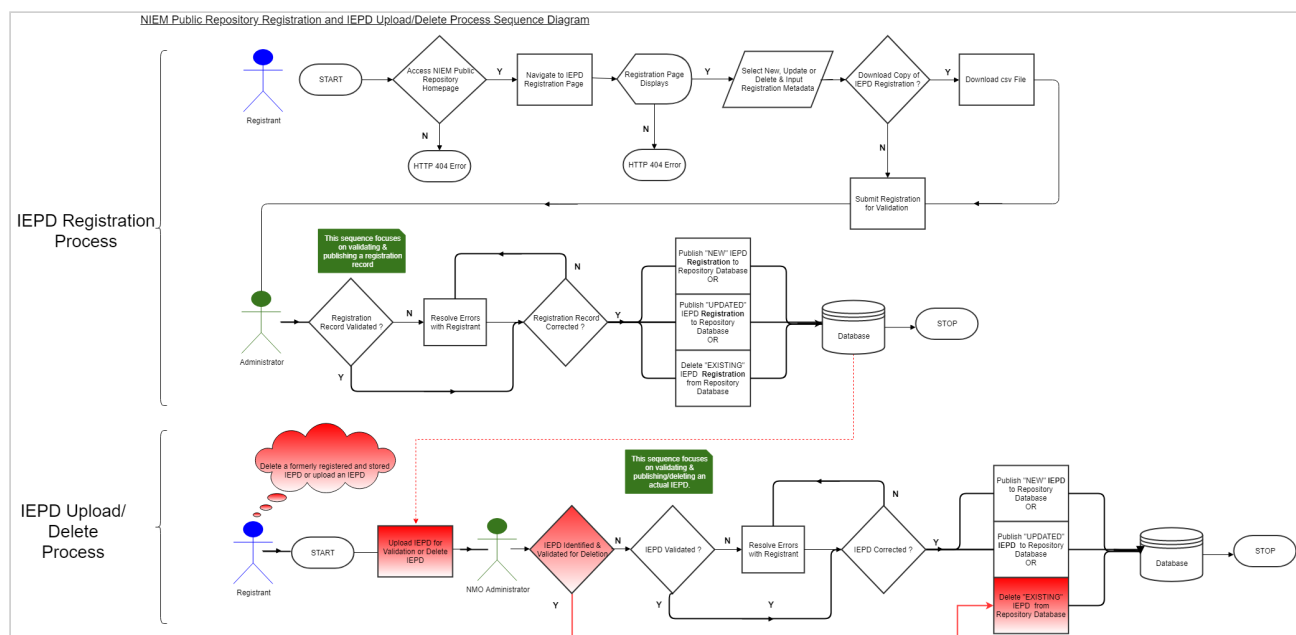 NIEM Public Repository Registration and IEPD Upload/Delete Process Sequence Diagram
IEPD Registration
Process
Registrant
START
Access NIEM Public
Repository
Homepage
Y
N
HTTP 404 Error
Navigate to IEPD
Registration Page
Registration Page
Displays
Y
N
HTTP 404 Error
Select New, Update or
Delete & Input
Registration Metadata
Download Copy of
IEPD Registration ?
Y
N
Download csv File
Submit Registration
for Validation
This sequence focuses
on validating &
publishing a registration
record
Administrator
Registration
Record Validated ?
N
Y
Resolve Errors
with Registrant
N
Registration Record
Corrected ?
Y
Publish "NEW" IEPD
Registration to
Repository Database
OR
Publish "UPDATED"
IEPD Registration
to Repository
Database
OR
Delete "EXISTING"
IEPD Registration
from Repository
Database
Database
STOP
IEPD Upload/
Delete
Process
Delete a formerly registered and stored
IEPD or upload an IEPD
Registrant
START
Upload IEPD for
Validation or Delete
IEPD
NMO Administrator
IEPD Identified &
Validated for Deletion
N
Y
This sequence focuses
on validating &
publishing/deleting an
actual IEPD.
IEPD Validated ?
N
Y
Y
Resolve Errors
with Registrant
N
IEPD Corrected ?
Y
Publish "NEW" IEPD
to Repository
Database
OR
Publish "UPDATED"
IEPD to Repository
Database
OR
Delete "EXISTING"
IEPD from
Repository Database
Database
STOP